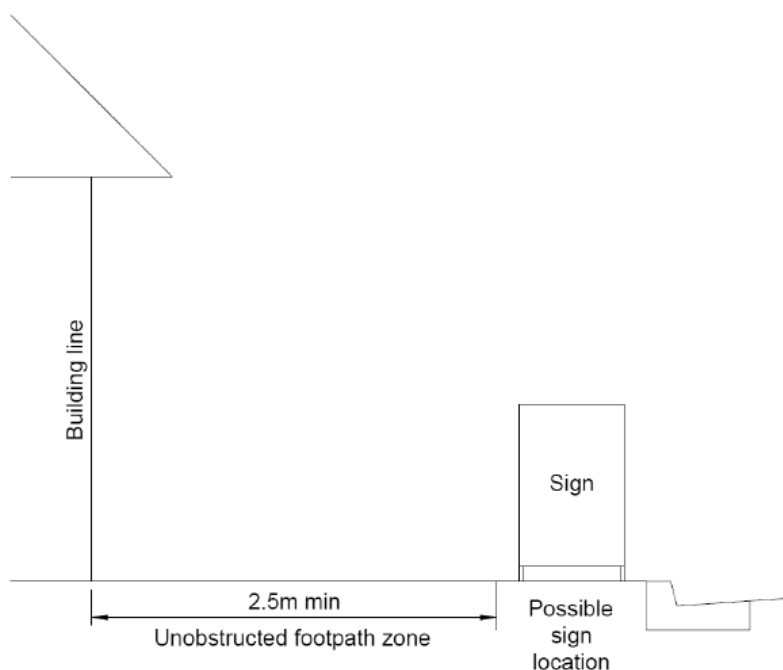 Building line
Sign
2.5m min
Unobstructed footpath zone
Possible
sign
location